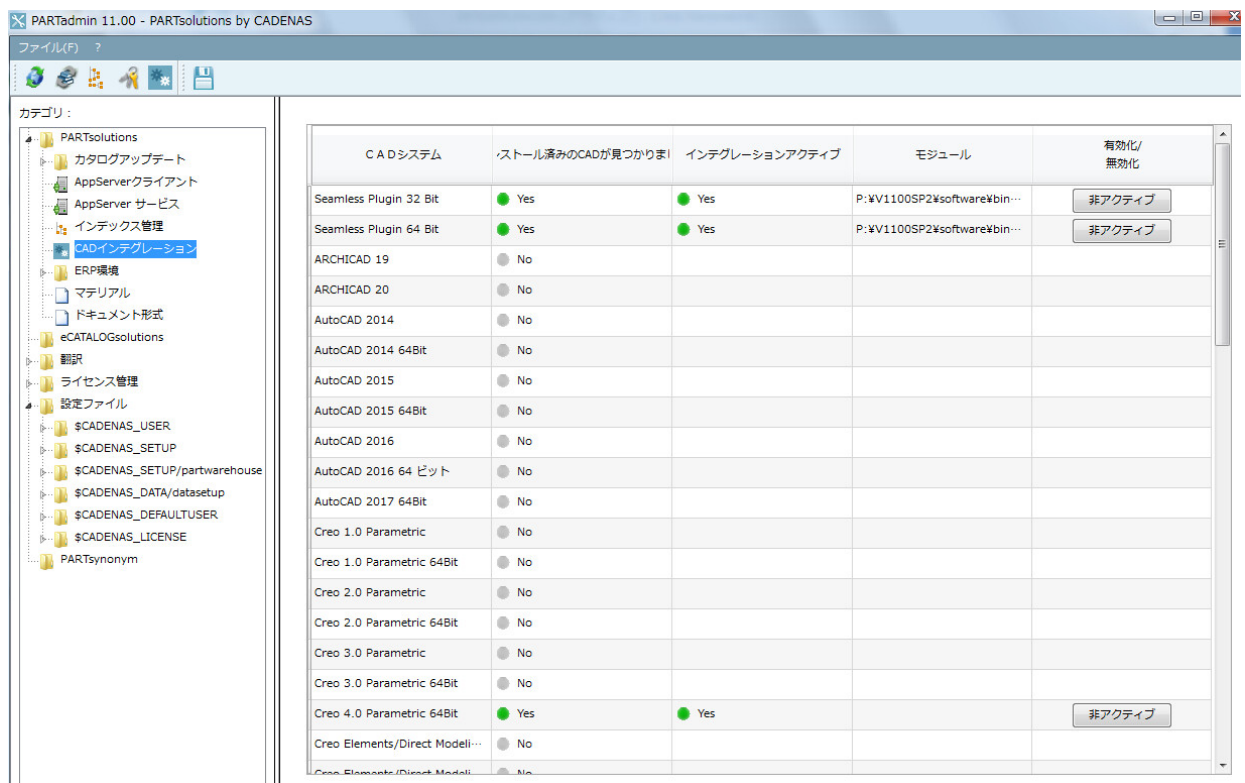 PARTadmin 11.00 - PARTsolutions by CADENAS
ファイル(F) ?
カテゴリ：
PARTsolutions
カタログアップデート
AppServerクライアント
AppServer サービス
インデックス管理
CADインテグレーション
ERP環境
マテリアル
ドキュメント形式
eCATALOGsolutions
翻訳
ライセンス管理
設定ファイル
$CADENAS_USER
$CADENAS_SETUP
$CADENAS_SETUP/partwarehouse
$CADENAS_DATA/datasetup
$CADENAS_DEFAULTUSER
$CADENAS_LICENSE
PARTsynonym
CADシステム ストール済みのCADが見つかりまし インテグレーションアクティブ モジュール 有効化/
無効化
Seamless Plugin 32 Bit Yes Yes P:¥V1100SP2¥software¥bin… 非アクティブ
Seamless Plugin 64 Bit Yes Yes P:¥V1100SP2¥software¥bin… 非アクティブ
ARCHICAD 19 No
ARCHICAD 20 No
AutoCAD 2014 No
AutoCAD 2014 64Bit No
AutoCAD 2015 No
AutoCAD 2015 64Bit No
AutoCAD 2016 No
AutoCAD 2016 64 ビット No
AutoCAD 2017 64Bit No
Creo 1.0 Parametric No
Creo 1.0 Parametric 64Bit No
Creo 2.0 Parametric No
Creo 2.0 Parametric 64Bit No
Creo 3.0 Parametric No
Creo 3.0 Parametric 64Bit No
Creo 4.0 Parametric 64Bit Yes Yes 非アクティブ
Creo Elements/Direct Modeli… No
Creo Elements/Direct Modeli No